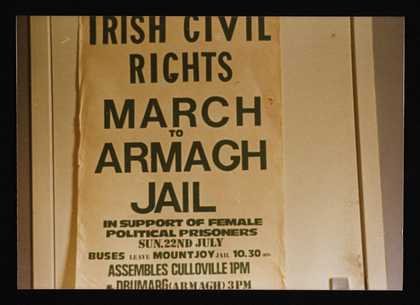 IRISH CIVIL
RIGHTS
MARCH
TO
ARMAGH
JAIL
IN SUPPORT OF FEMALE
POLITICAL PRISONERS
SUN.22ND JULY
BUSES LEAVE MOUNTJOY JAIL 10.30 am
ASSEMBLES CULLOVILLE 1PM
DRUMARG (ARMAGH) 3PM